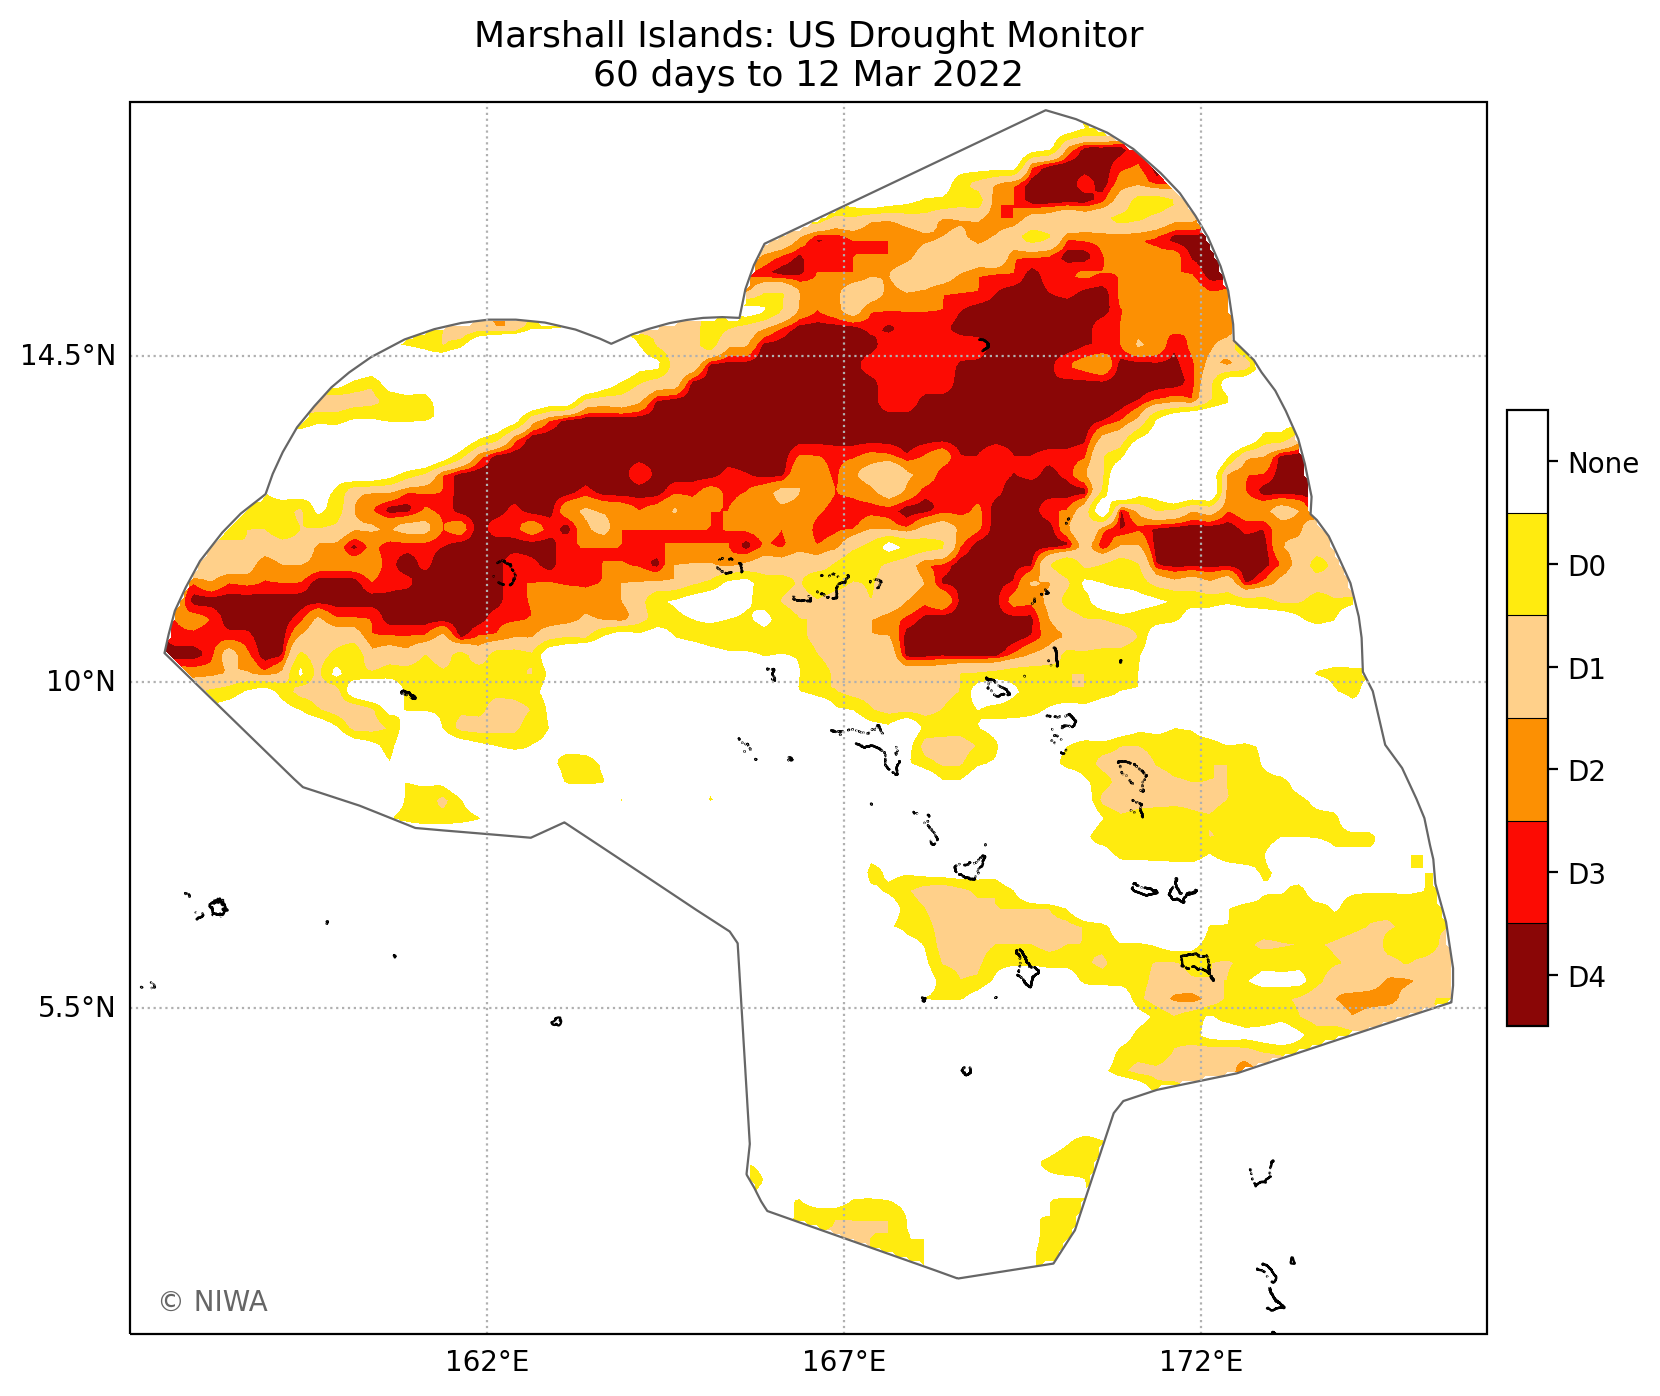 Marshall Islands: US Drought Monitor
60 days to 12 Mar 2022
14.5°N
10°N
5.5°N
162°E
167°E
172°E
None
D0
D1
D2
D3
D4
© NIWA